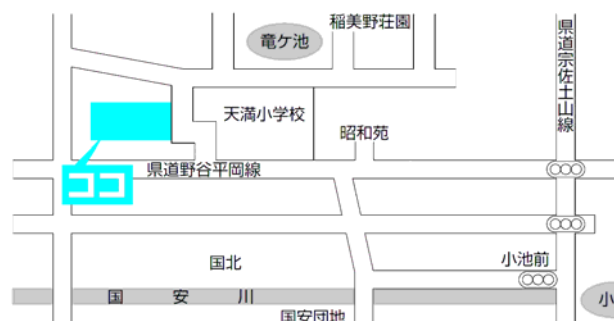 稲美野荘園
竜ケ池
県道宗佐土山線
天満小学校
昭和苑
県道野谷平岡線
ココ
国北
小池前
国安川
小
国安団地